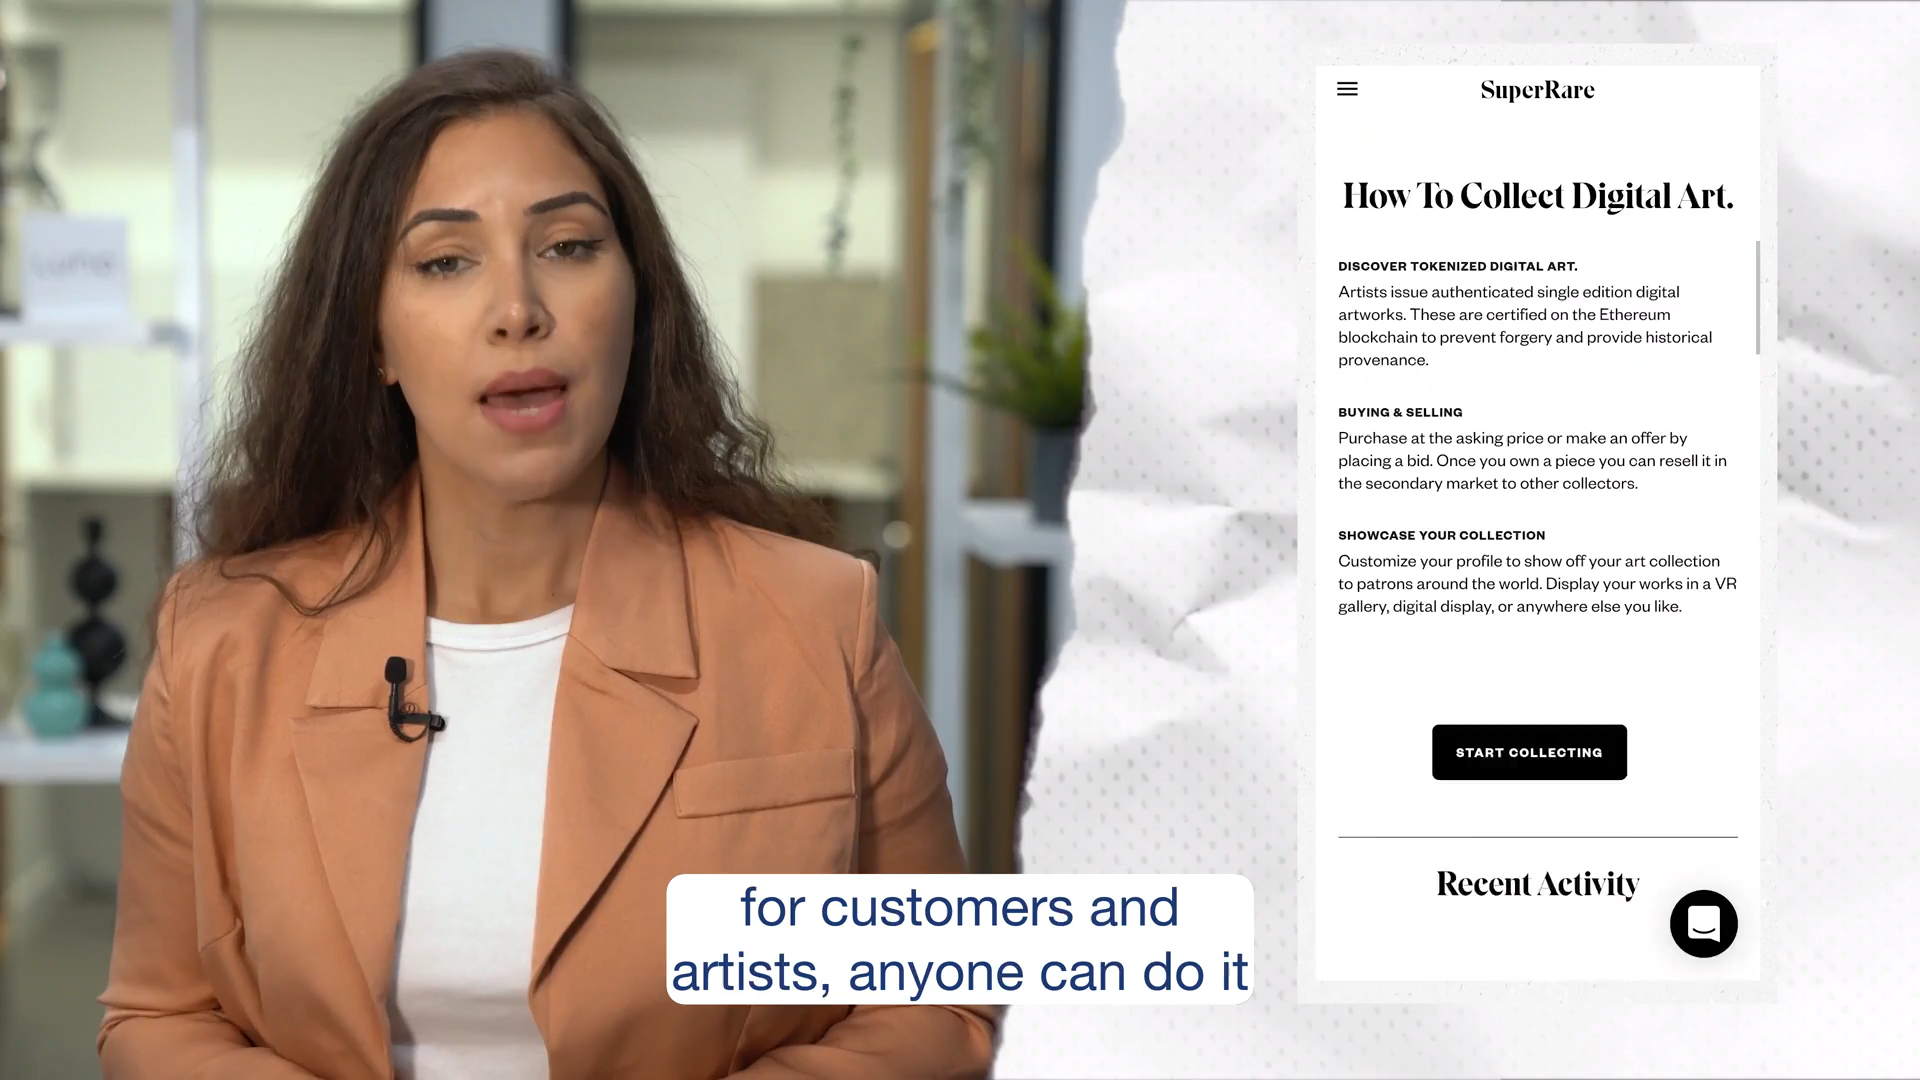 SuperRare
How To Collect Digital Art.
DISCOVER TOKENIZED DIGITAL ART.
Artists issue authenticated single edition digital
artworks. These are certified on the Ethereum
blockchain to prevent forgery and provide historical
provenance.
BUYING & SELLING
Purchase at the asking price or make an offer by
placing a bid. Once you own a piece you can resell it in
the secondary market to other collectors.
SHOWCASE YOUR COLLECTION
Customize your profile to show off your art collection
to patrons around the world. Display your works in a VR
gallery, digital display, or anywhere else you like.
START COLLECTING
Recent Activity
for customers and
artists, anyone can do it